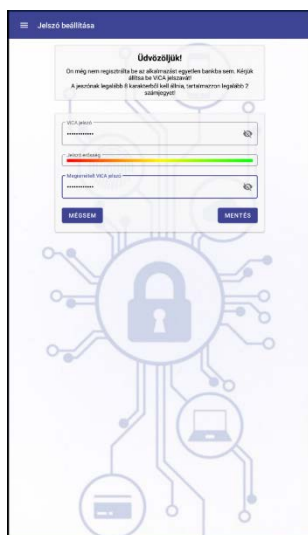 Jelszó beállítása
Üdvözöljük!
Ön még nem regisztrálta be az alkalmazást egyetlen bankba sem. Kérjük
állítsa be VICA jelszavát!
A jelszónak legalább 8 karakterből kell állnia, tartalmazzon legalább 2
számjegyet!
VICA jelszó
Jelszó erősség
Megismételt VICA jelszó
MÉGSEM
MENTÉS